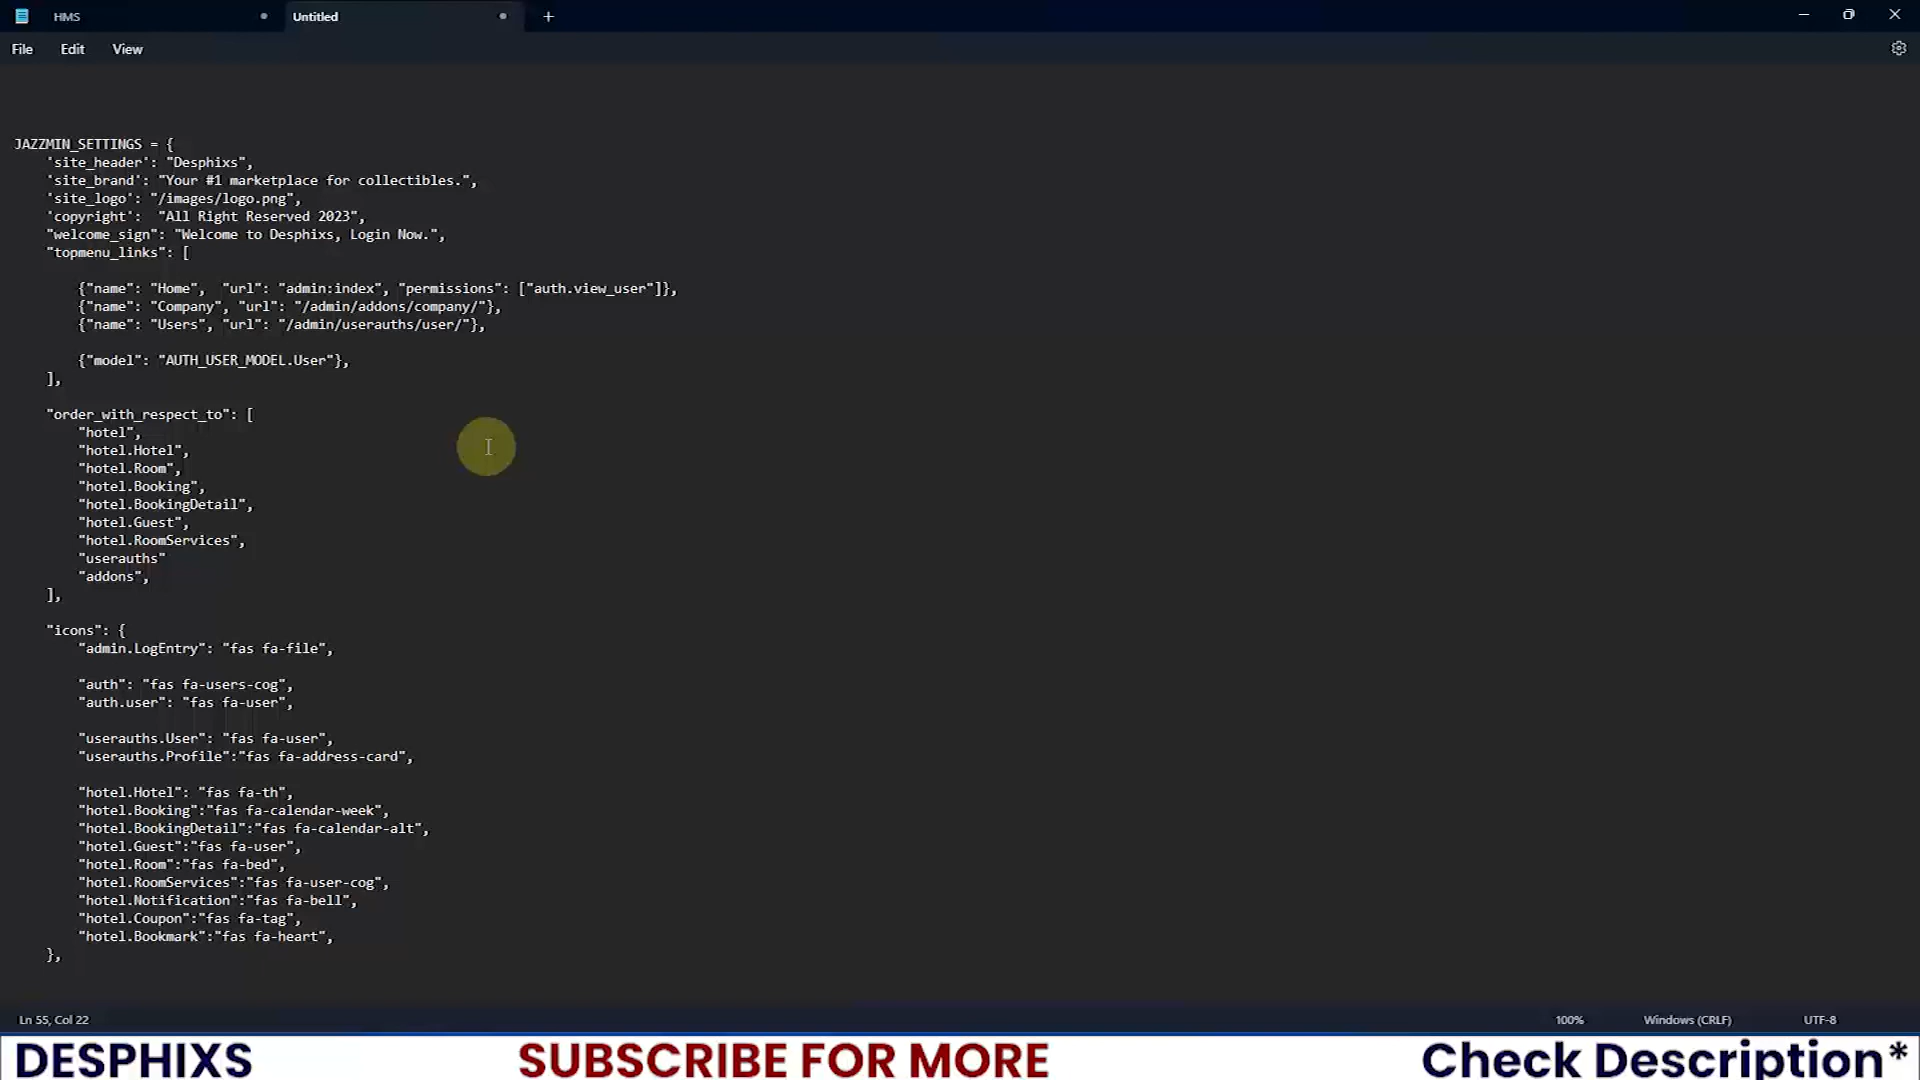 HMS
Untitled
File Edit View
JAZZMIN_SETTINGS = {
    'site_header': "Desphixs",
    'site_brand': "Your #1 marketplace for collectibles.",
    'site_logo': "/images/logo.png",
    'copyright':  "All Right Reserved 2023",
    "welcome_sign": "Welcome to Desphixs, Login Now.",
    "topmenu_links": [
        {"name": "Home",  "url": "admin:index", "permissions": ["auth.view_user"]},
        {"name": "Company", "url": "/admin/addons/company/"},
        {"name": "Users", "url": "/admin/userauths/user/"},
        {"model": "AUTH_USER_MODEL.User"},
    ],
    "order_with_respect_to": [
        "hotel",
        "hotel.Hotel",
        "hotel.Room",
        "hotel.Booking",
        "hotel.BookingDetail",
        "hotel.Guest",
        "hotel.RoomServices",
        "userauths"
        "addons",
    ],
    "icons": {
        "admin.LogEntry": "fas fa-file",
        "auth": "fas fa-users-cog",
        "auth.user": "fas fa-user",
        "userauths.User": "fas fa-user",
        "userauths.Profile":"fas fa-address-card",
        "hotel.Hotel": "fas fa-th",
        "hotel.Booking":"fas fa-calendar-week",
        "hotel.BookingDetail":"fas fa-calendar-alt",
        "hotel.Guest":"fas fa-user",
        "hotel.Room":"fas fa-bed",
        "hotel.RoomServices":"fas fa-user-cog",
        "hotel.Notification":"fas fa-bell",
        "hotel.Coupon":"fas fa-tag",
        "hotel.Bookmark":"fas fa-heart",
    },
Ln 55, Col 22
100%
Windows (CRLF)
UTF-8
DESPHIXS
SUBSCRIBE FOR MORE
Check Description*